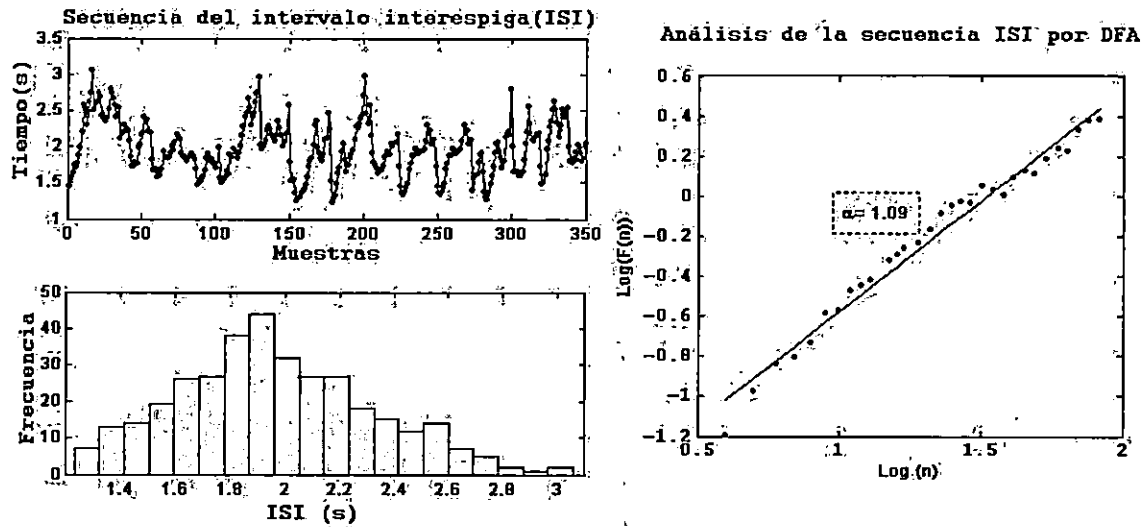 Secuencia del intervalo interespiga(ISI)
3.5
3
2.5
2
1.5
1
Tiempo(s)
0 50 100 150 200 250 300 350
Muestras
50
40
30
20
10
0
Frecuencia
1.4 1.6 1.8 2 2.2 2.4 2.6 2.8 3
ISI (s)
Análisis de la secuencia ISI por DFA
0.6
0.4
0.2
0
-0.2
-0.4
-0.6
-0.8
-1
-1.2
Log(F(n))
α= 1.09
0.5 1 1.5 2
Log (n)